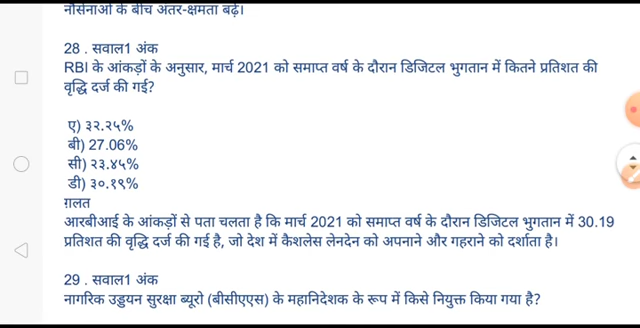 नौसेनाओं के बीच अंतर-क्षमता बढ़े।
28 . सवाल1 अंक
RBI के आंकड़ों के अनुसार, मार्च 2021 को समाप्त वर्ष के दौरान डिजिटल भुगतान में कितने प्रतिशत की
वृद्धि दर्ज की गई?
ए) ३२.२५%
बी) 27.06%
सी) २३.४५%
डी) ३०.१९%
ग़लत
आरबीआई के आंकड़ों से पता चलता है कि मार्च 2021 को समाप्त वर्ष के दौरान डिजिटल भुगतान में 30.19
प्रतिशत की वृद्धि दर्ज की गई है, जो देश में कैशलेस लेनदेन को अपनाने और गहराने को दर्शाता है।
29 . सवाल1 अंक
नागरिक उड्डयन सुरक्षा ब्यूरो (बीसीएएस) के महानिदेशक के रूप में किसे नियुक्त किया गया है?